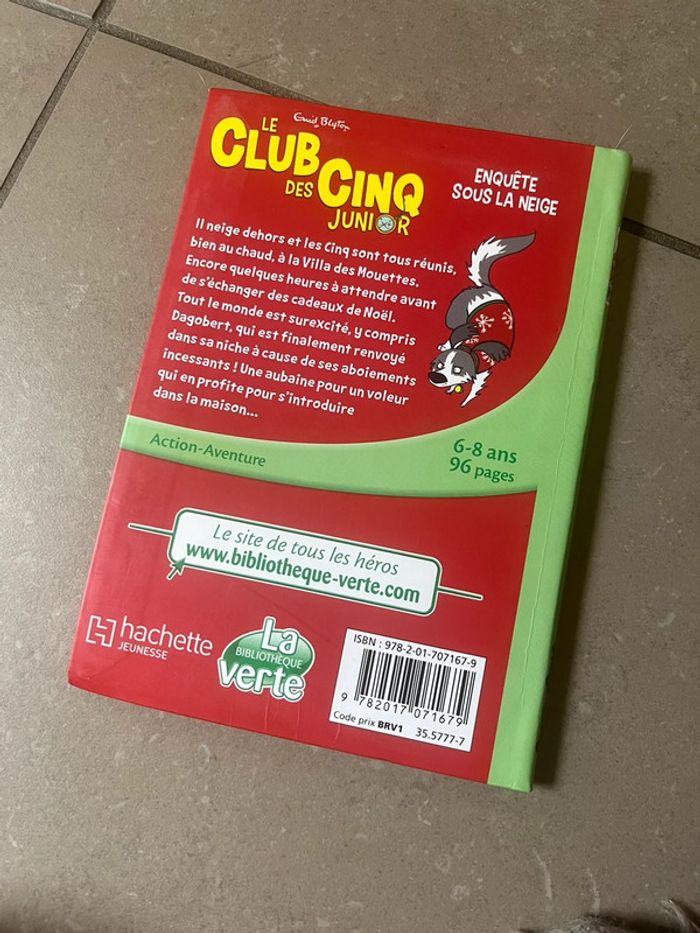 Enid Blyton
LE
CLUB
DES CINQ
JUNIOR
ENQUÊTE
SOUS LA NEIGE
Il neige dehors et les Cinq sont tous réunis,
bien au chaud, à la Villa des Mouettes.
Encore quelques heures à attendre avant
de s'échanger des cadeaux de Noël.
Tout le monde est surexcité, y compris
Dagobert, qui est finalement renvoyé
dans sa niche à cause de ses aboiements
incessants ! Une aubaine pour un voleur
qui en profite pour s'introduire
dans la maison...
Action-Aventure
6-8 ans
96 pages
Le site de tous les héros
www.bibliotheque-verte.com
hachette
JEUNESSE
La
BIBLIOTHÈQUE
verte
ISBN : 978-2-01-707167-9
9 782017 071679
Code prix BRV1 35.5777-7